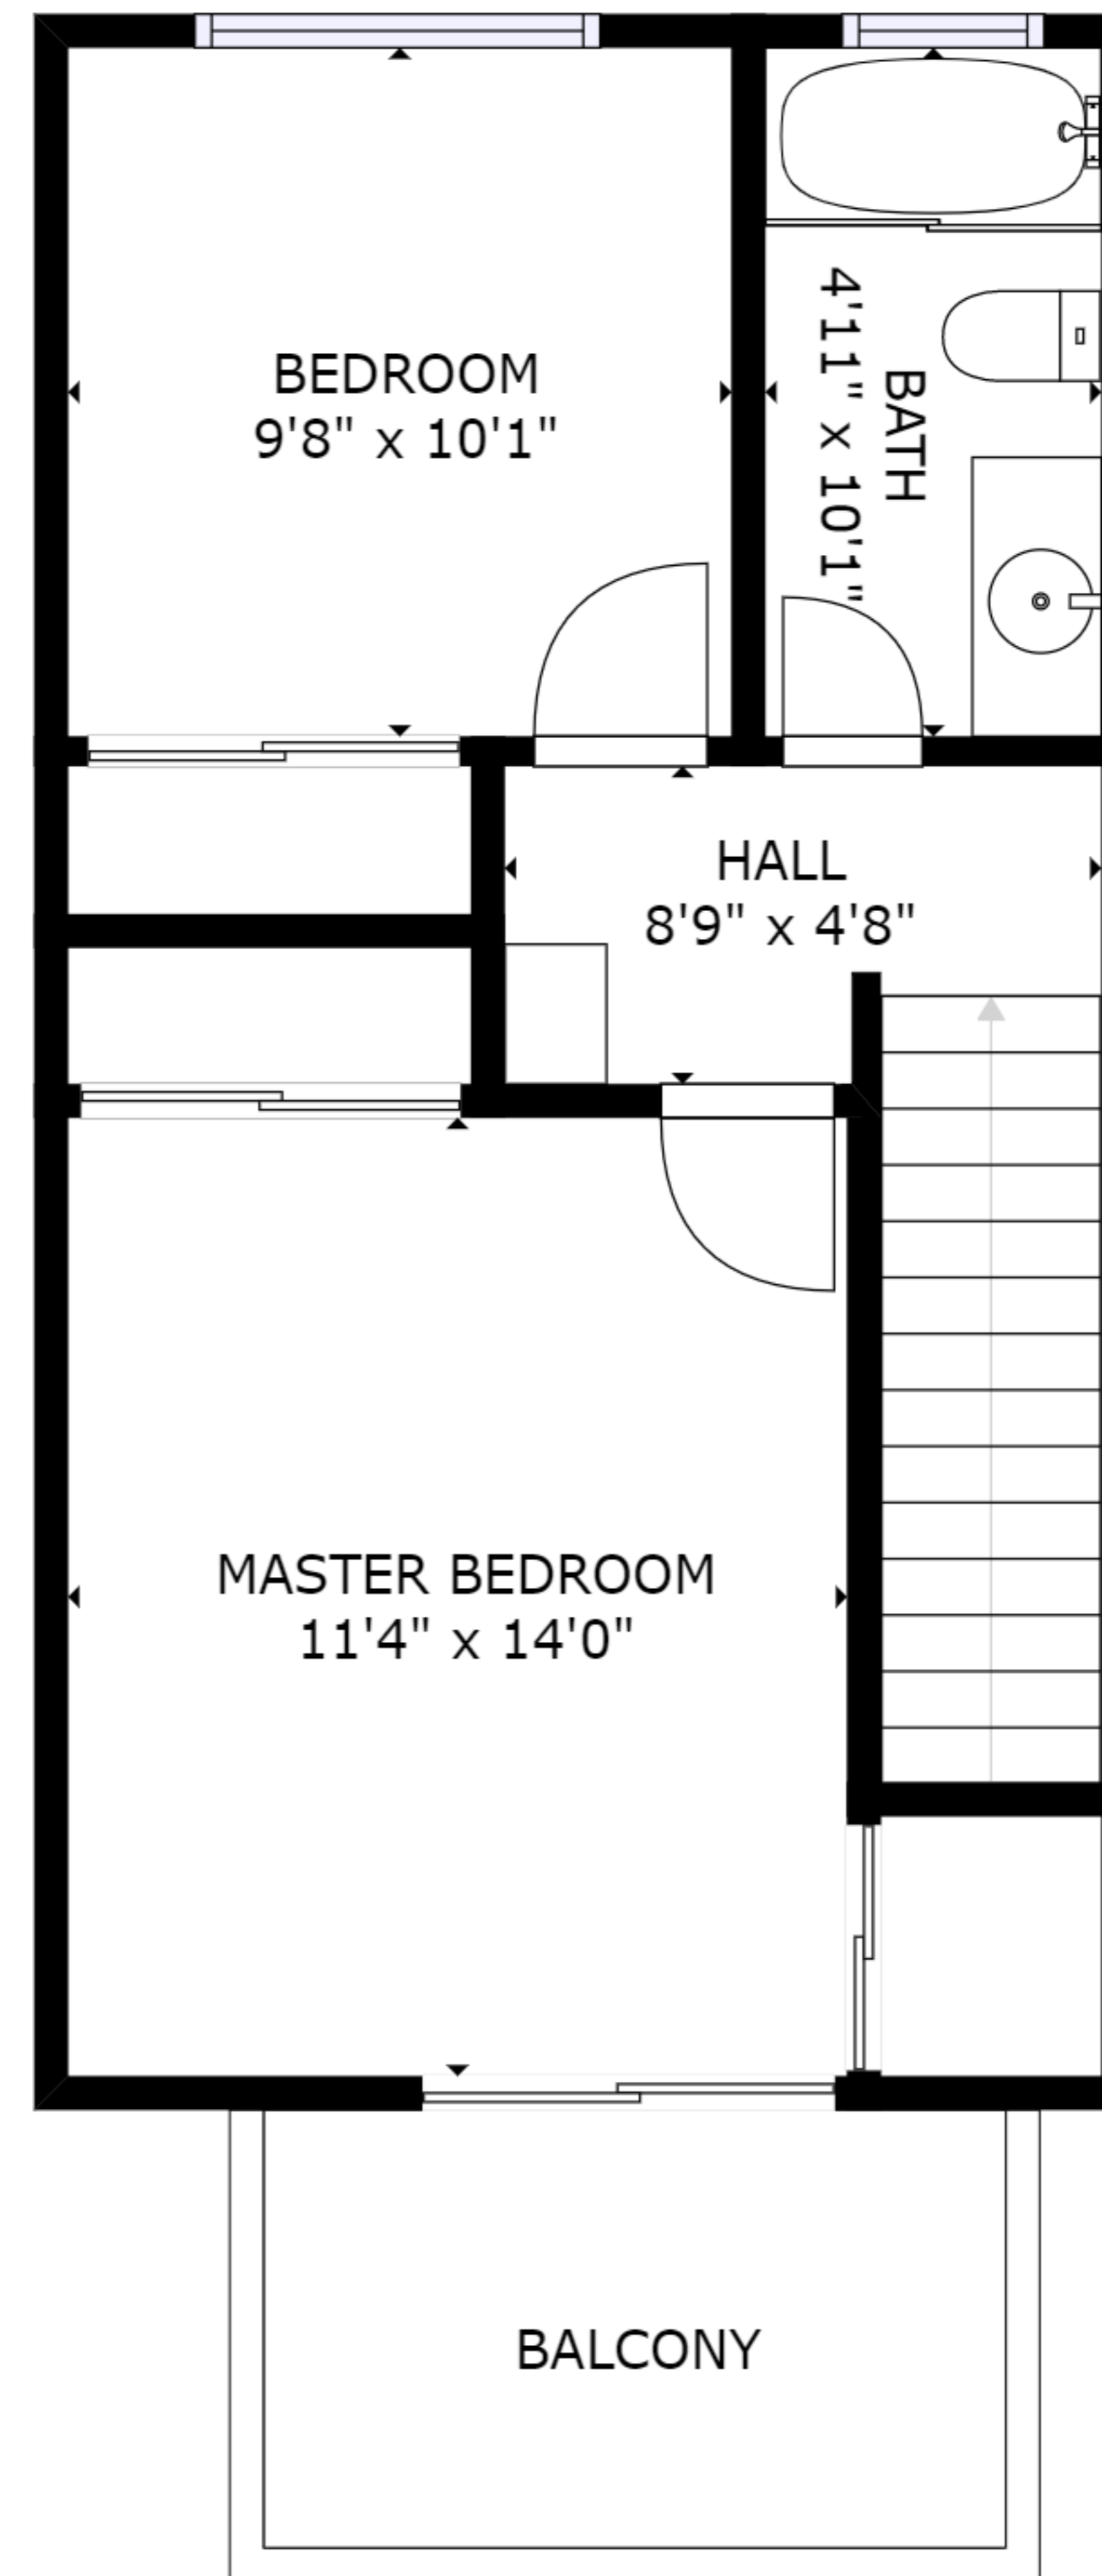 BEDROOM
9'8" x 10'1"
BATH
4'11" x 10'1"
HALL
8'9" x 4'8"
MASTER BEDROOM
11'4" x 14'0"
BALCONY